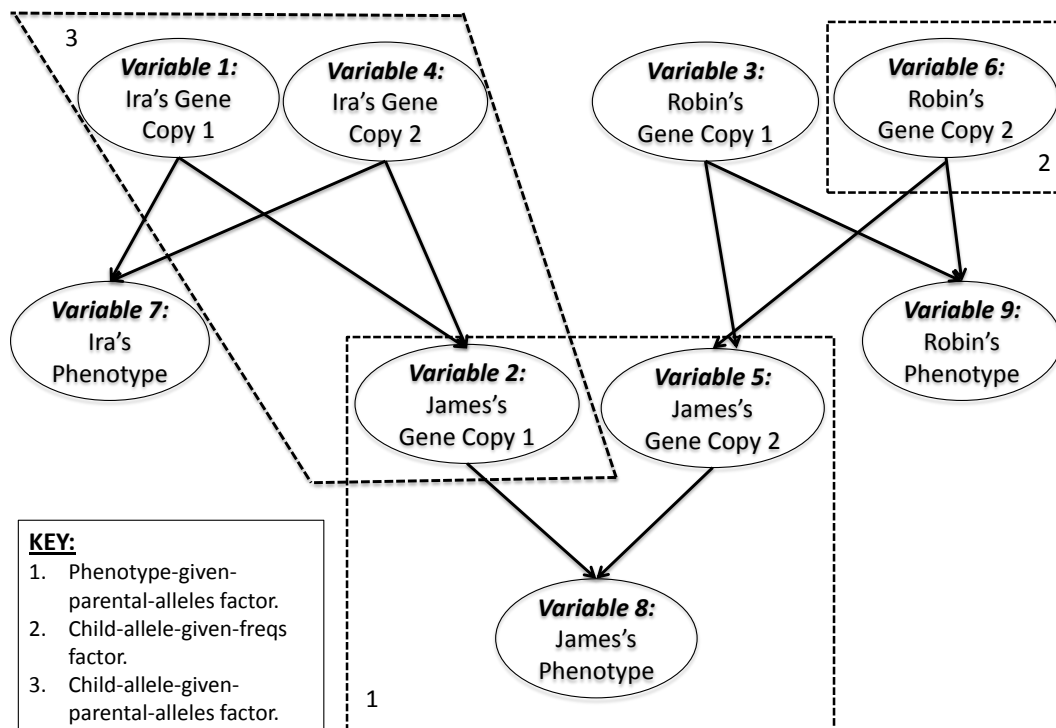 3
Variable 1:
Ira's Gene
Copy 1
Variable 4:
Ira's Gene
Copy 2
Variable 3:
Robin's
Gene Copy 1
Variable 6:
Robin's
Gene Copy 2
2
Variable 7:
Ira's
Phenotype
Variable 9:
Robin's
Phenotype
Variable 2:
James's
Gene Copy 1
Variable 5:
James's
Gene Copy 2
KEY:
1. Phenotype-given-
parental-alleles factor.
2. Child-allele-given-freqs
factor.
3. Child-allele-given-
parental-alleles factor.
Variable 8:
James's
Phenotype
1